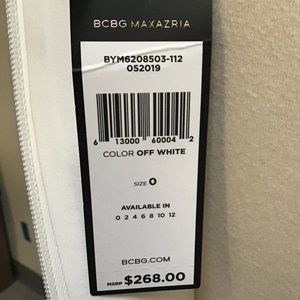 BCBG MAXAZRIA
BYM6208503-112
052019
6 13000 60004 2
COLOR OFF WHITE
SIZE 0
AVAILABLE IN
0 2 4 6 8 10 12
BCBG.COM
MSRP $268.00